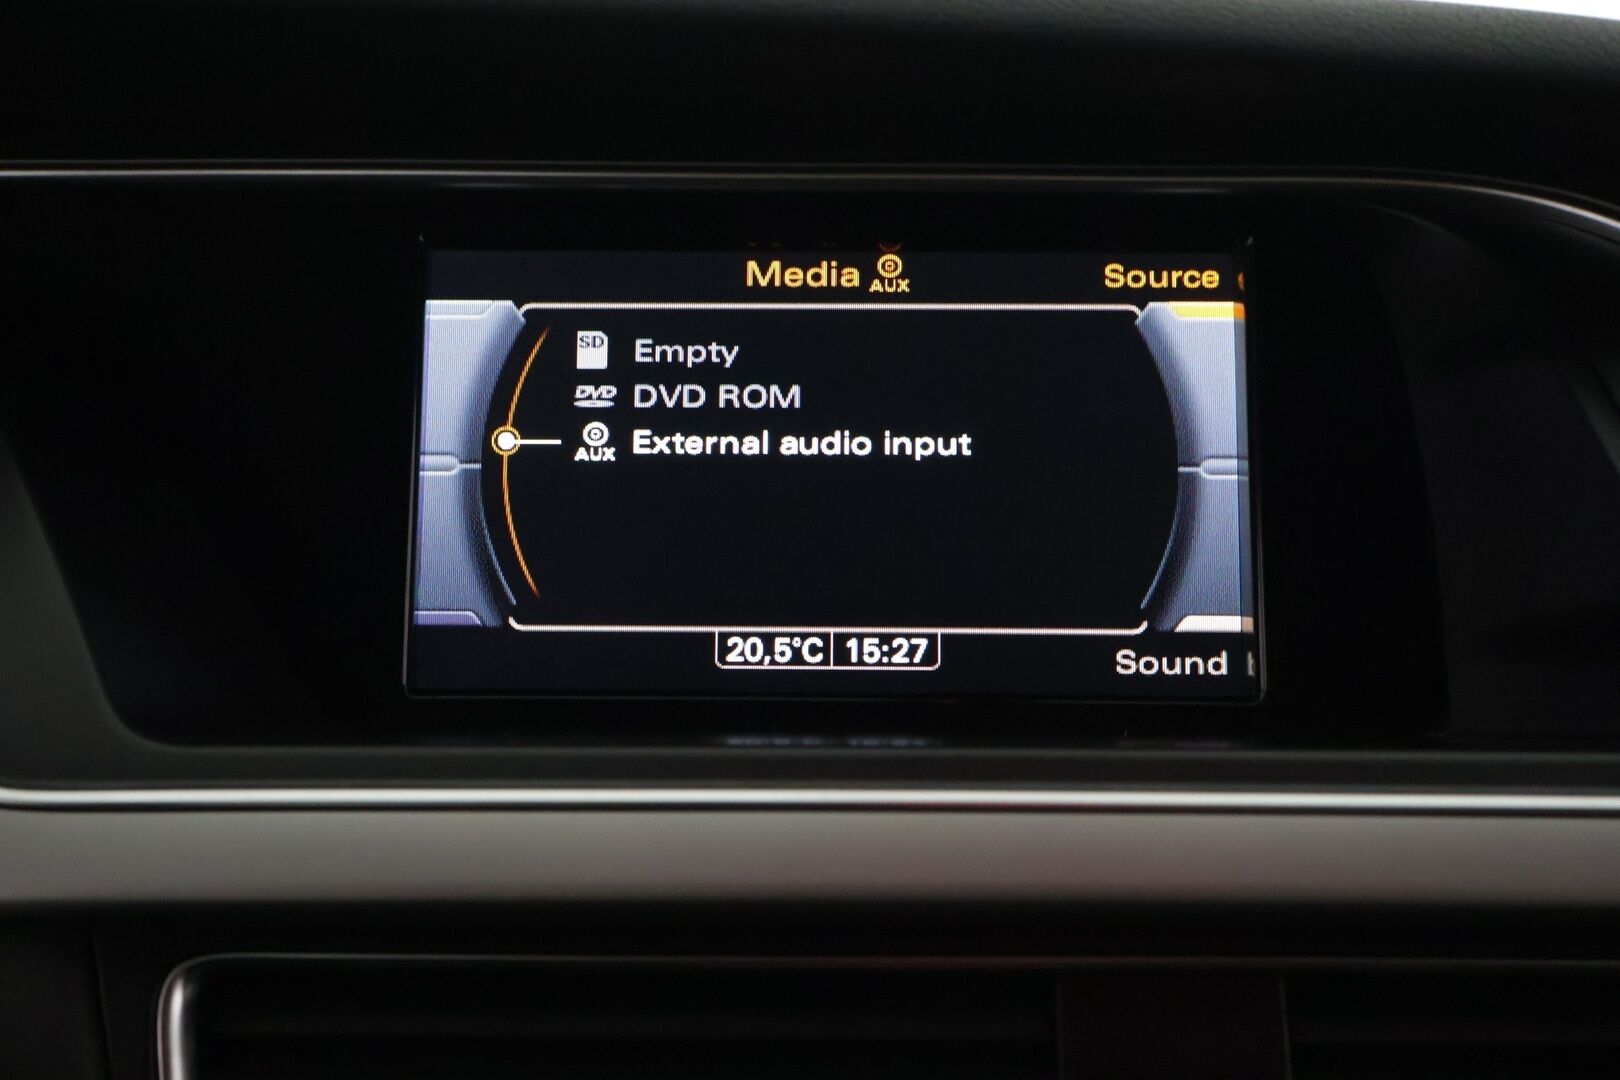 Media AUX
Source
SD Empty
DVD DVD ROM
AUX External audio input
20,5°C 15:27
Sound